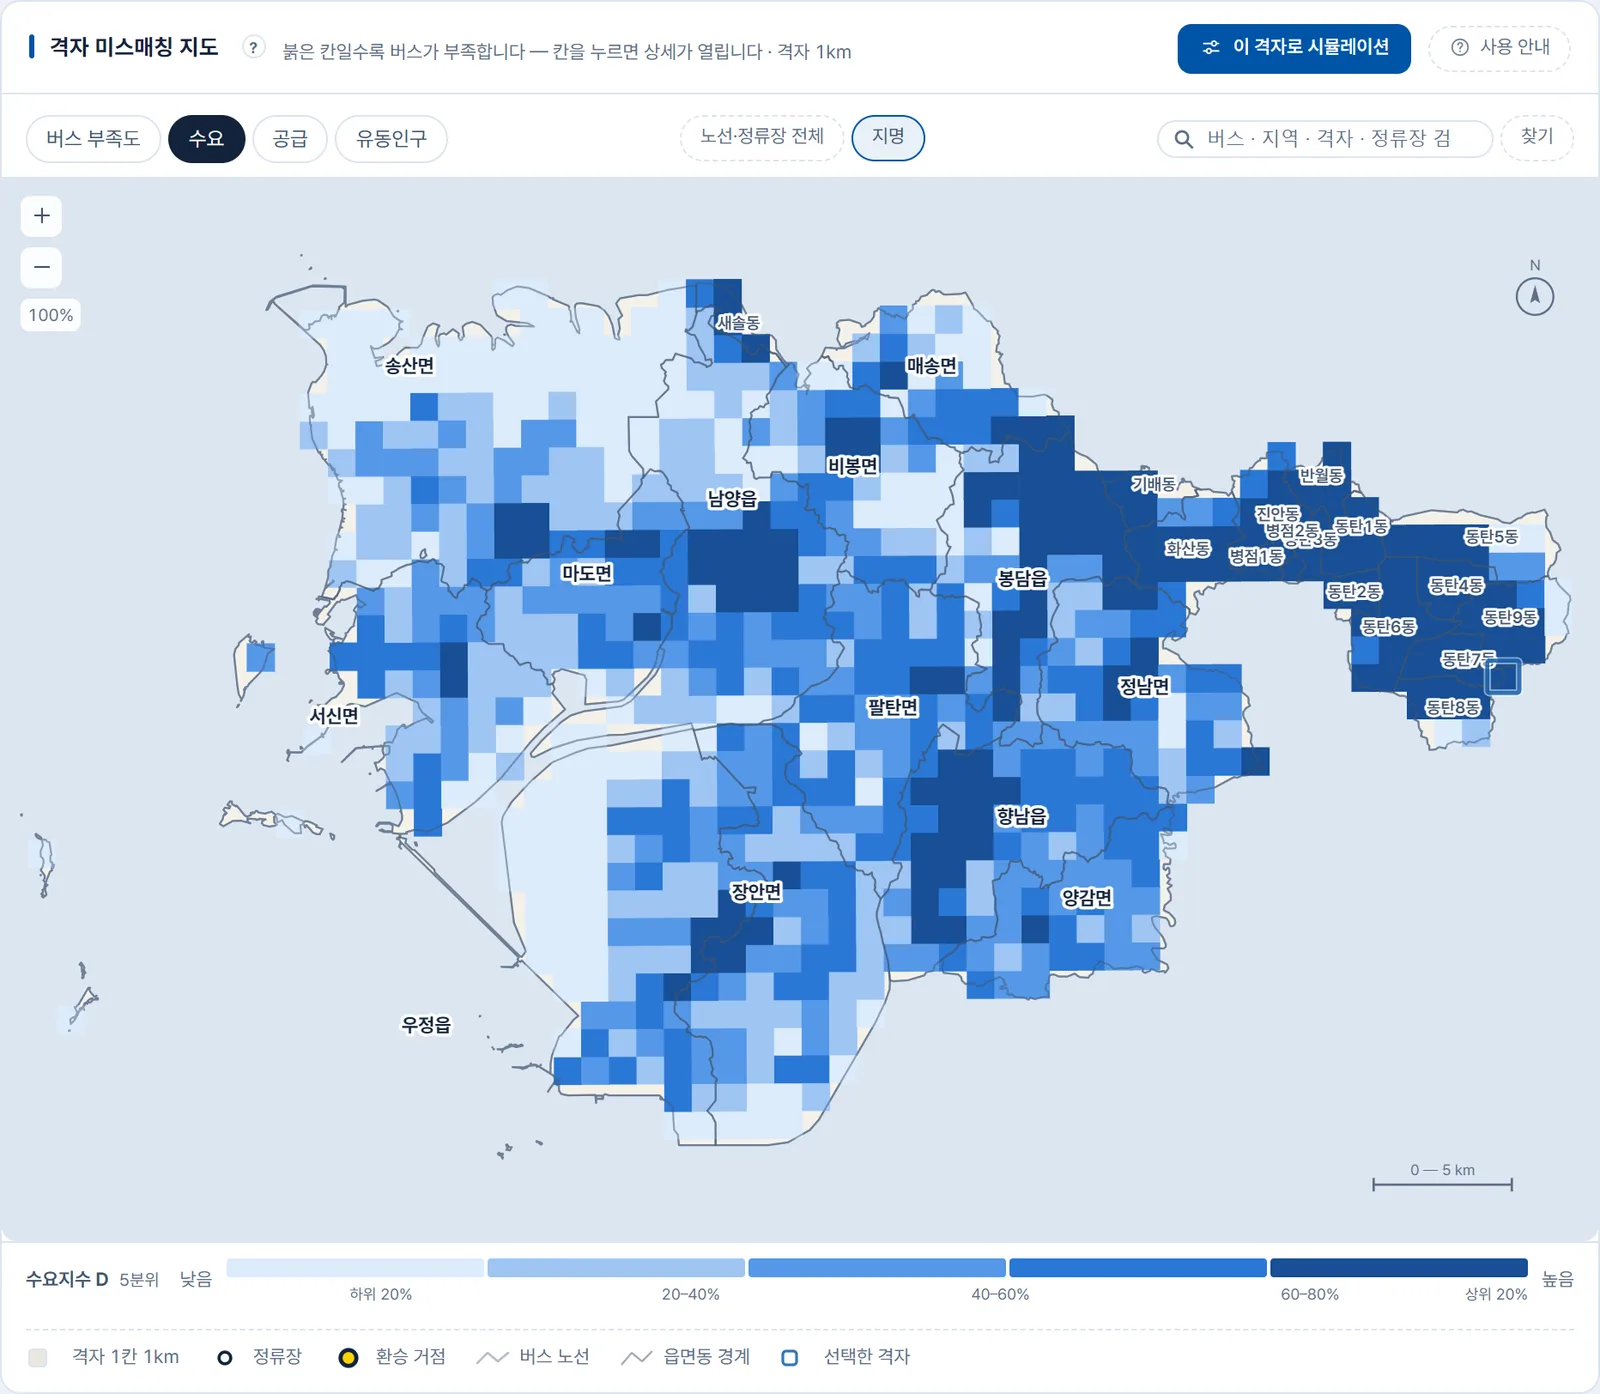 격자 미스매칭 지도
?
붉은 칸일수록 버스가 부족합니다 — 칸을 누르면 상세가 열립니다 · 격자 1km
이 격자로 시뮬레이션
사용 안내
버스 부족도
수요
공급
유동인구
노선·정류장 전체
지명
버스 · 지역 · 격자 · 정류장 검
찾기
+
−
100%
N
새솔동
송산면
매송면
비봉면
반월동
기배동
남양읍
진안동
동탄1동
병점2동
동탄5동
화산동
병점1동
마도면
봉담읍
동탄4동
동탄2동
동탄9동
동탄6동
동탄7동
정남면
팔탄면
동탄8동
서신면
향남읍
장안면
양감면
우정읍
0 — 5 km
수요지수 D 5분위 낮음
높음
하위 20%
20–40%
40–60%
60–80%
상위 20%
격자 1칸 1km
정류장
환승 거점
버스 노선
읍면동 경계
선택한 격자